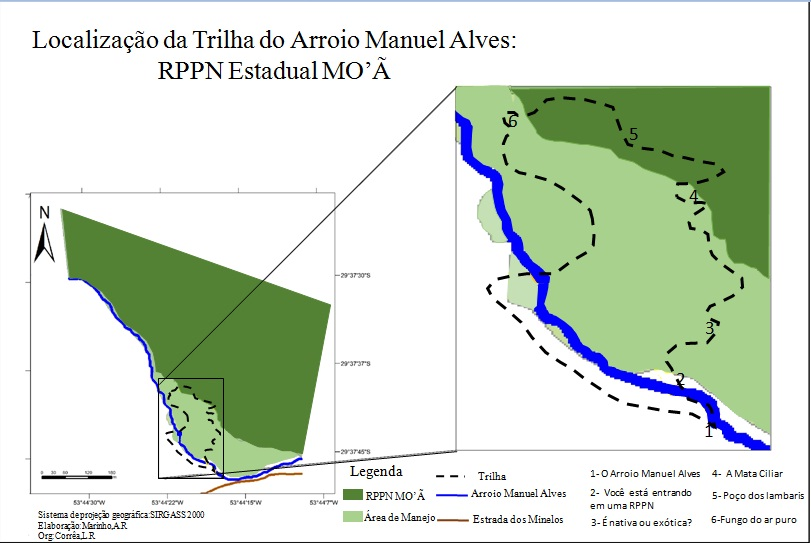 Localização da Trilha do Arroio Manuel Alves:
RPPN Estadual MO'Ã
6
5
4
3
2
1
N
29°37'30"S
29°37'37"S
29°37'45"S
53°44'30"W
53°44'22"W
53°44'15"W
53°44'7"W
Legenda
RPPN MO'Ã
Área de Manejo
Trilha
Arroio Manuel Alves
Estrada dos Minelos
1- O Arroio Manuel Alves
2- Você está entrando
em uma RPPN
3- É nativa ou exótica?
4- A Mata Ciliar
5-Poço dos lambaris
6-Fungo do ar puro
Sistema de projeção geográfica:SIRGASS 2000
Elaboração:Marinho,A.R
Org:Corrêa,L.R